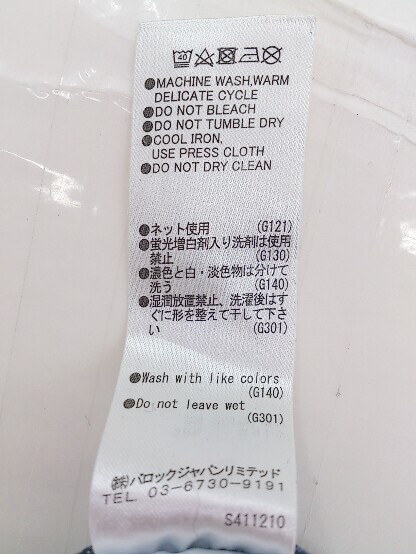 40
●MACHINE WASH,WARM
DELICATE CYCLE
●DO NOT BLEACH
●DO NOT TUMBLE DRY
●COOL IRON,
USE PRESS CLOTH
●DO NOT DRY CLEAN
●ネット使用 (G121)
●蛍光増白剤入り洗剤は使用
禁止 (G130)
●濃色と白・淡色物は分けて
洗う (G140)
●湿潤放置禁止、洗濯後はす
ぐに形を整えて干して下さ
い (G301)
●Wash with like colors
(G140)
●Do not leave wet
(G301)
㈱バロックジャパンリミテッド
TEL 03-6730-9191
S411210